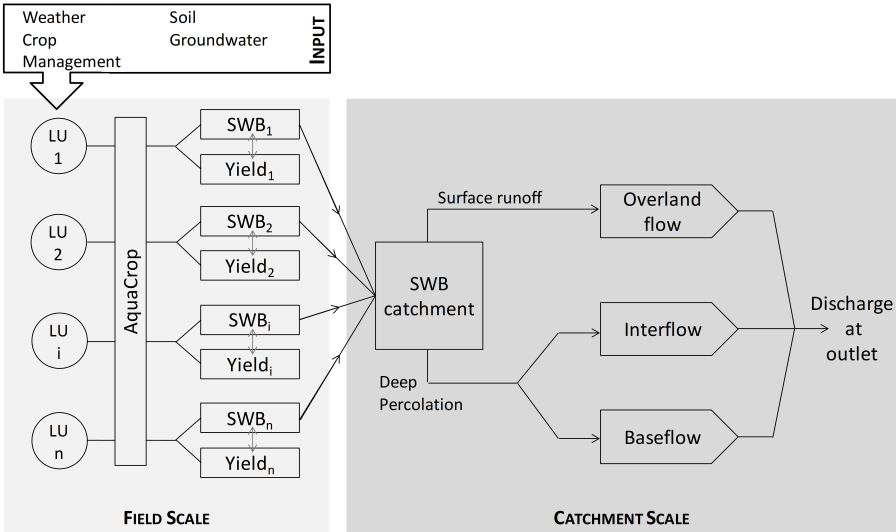 Weather Soil
Crop Groundwater
Management
INPUT
LU
1
LU
2
LU
i
LU
n
AquaCrop
SWB1
Yield1
SWB2
Yield2
SWBi
Yieldi
SWBn
Yieldn
FIELD SCALE
SWB
catchment
Surface runoff
Deep
Percolation
Overland
flow
Interflow
Baseflow
Discharge
at
outlet
CATCHMENT SCALE